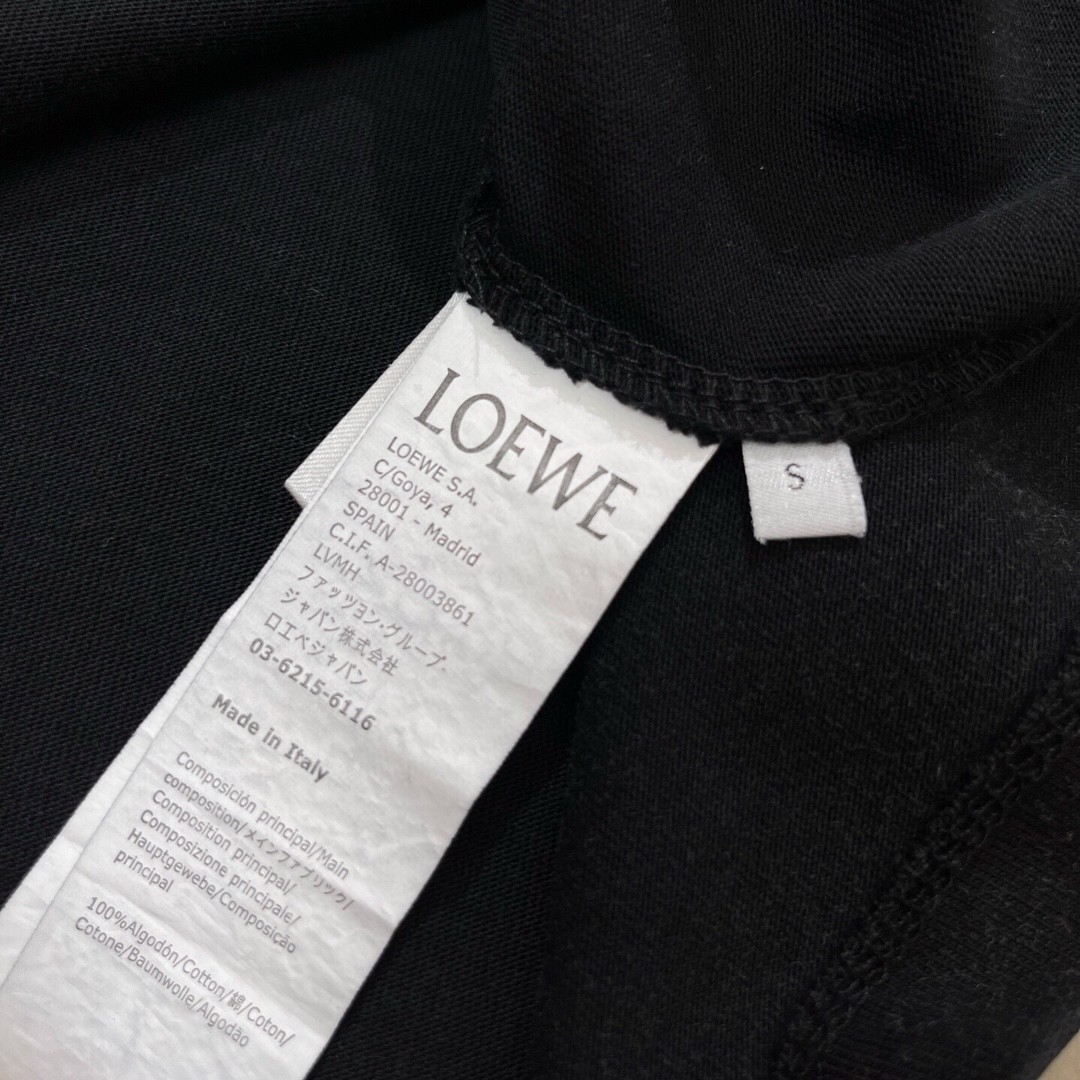 LOEWE
LOEWE S.A.
C/Goya, 4
28001 - Madrid
SPAIN
C.I.F. A-28003861
LVMH
ファッツョン・グループ.
ジャパン株式会社
ロエベジャパン
03-6215-6116
Made in Italy
Composición principal/Main
composition/メインファブリック/
Composition principal/
Composizione principale/
Hauptgewebe/Composição
principal
100%Algodón/Cotton/綿/Coton/
Cotone/Baumwolle/Algodão
S